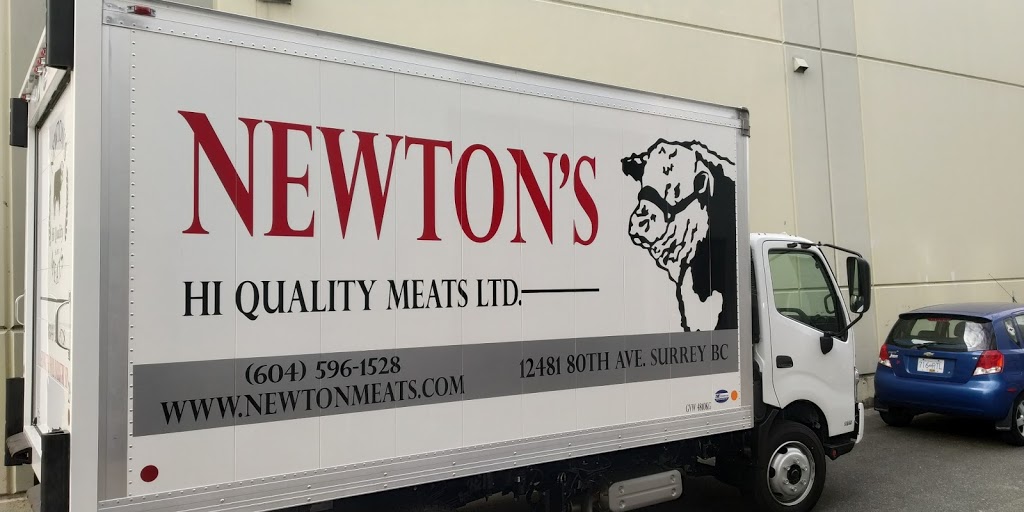 NEWTON'S
HI QUALITY MEATS LTD.
(604) 596-1528
WWW.NEWTONMEATS.COM
12481 80TH AVE. SURREY BC